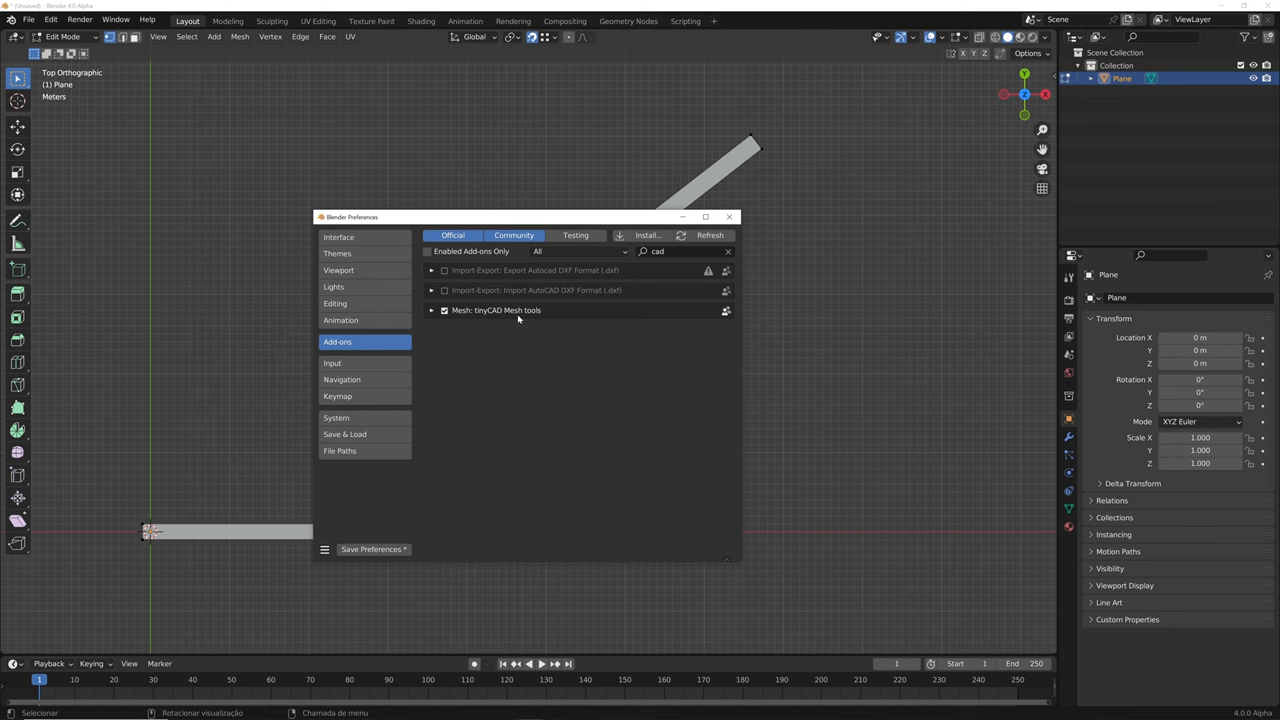 * (Unsaved) - Blender 4.0 Alpha
File Edit Render Window Help Layout Modeling Sculpting UV Editing Texture Paint Shading Animation Rendering Compositing Geometry Nodes Scripting + Scene ViewLayer
Edit Mode View Select Add Mesh Vertex Edge Face UV Global
X Y Z Options
Top Orthographic
(1) Plane
Meters
Y
Z
X
Scene Collection
Collection
Plane
Blender Preferences
Interface
Themes
Viewport
Lights
Editing
Animation
Add-ons
Input
Navigation
Keymap
System
Save & Load
File Paths
Save Preferences *
Official Community Testing Install... Refresh
Enabled Add-ons Only All cad
Import-Export: Export Autocad DXF Format (.dxf)
Import-Export: Import AutoCAD DXF Format (.dxf)
Mesh: tinyCAD Mesh tools
Plane
Plane
Transform
Location X 0 m
Y 0 m
Z 0 m
Rotation X 0°
Y 0°
Z 0°
Mode XYZ Euler
Scale X 1.000
Y 1.000
Z 1.000
Delta Transform
Relations
Collections
Instancing
Motion Paths
Visibility
Viewport Display
Line Art
Custom Properties
Playback Keying View Marker 1 Start 1 End 250
1 10 20 30 40 50 60 70 80 90 100 110 120 130 140 150 160 170 180 190 200 210 220 230 240 250
Selecionar Rotacionar visualização Chamada de menu 4.0.0 Alpha